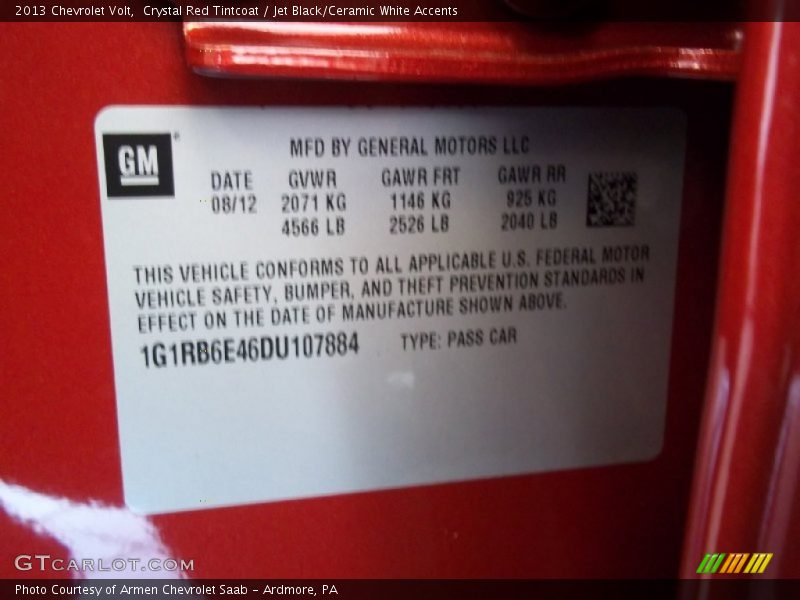 2013 Chevrolet Volt,  Crystal Red Tintcoat / Jet Black/Ceramic White Accents
GM
MFD BY GENERAL MOTORS LLC
DATE GVWR GAWR FRT GAWR RR
08/12 2071 KG 1146 KG 925 KG
4566 LB 2526 LB 2040 LB
THIS VEHICLE CONFORMS TO ALL APPLICABLE U.S. FEDERAL MOTOR
VEHICLE SAFETY, BUMPER, AND THEFT PREVENTION STANDARDS IN
EFFECT ON THE DATE OF MANUFACTURE SHOWN ABOVE.
1G1RB6E46DU107884 TYPE: PASS CAR
GTCARLOT.COM
Photo Courtesy of Armen Chevrolet Saab - Ardmore, PA